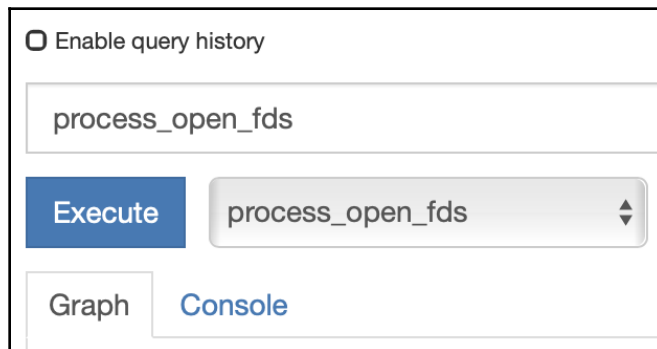 Enable query history
process_open_fds
Execute process_open_fds
Graph Console